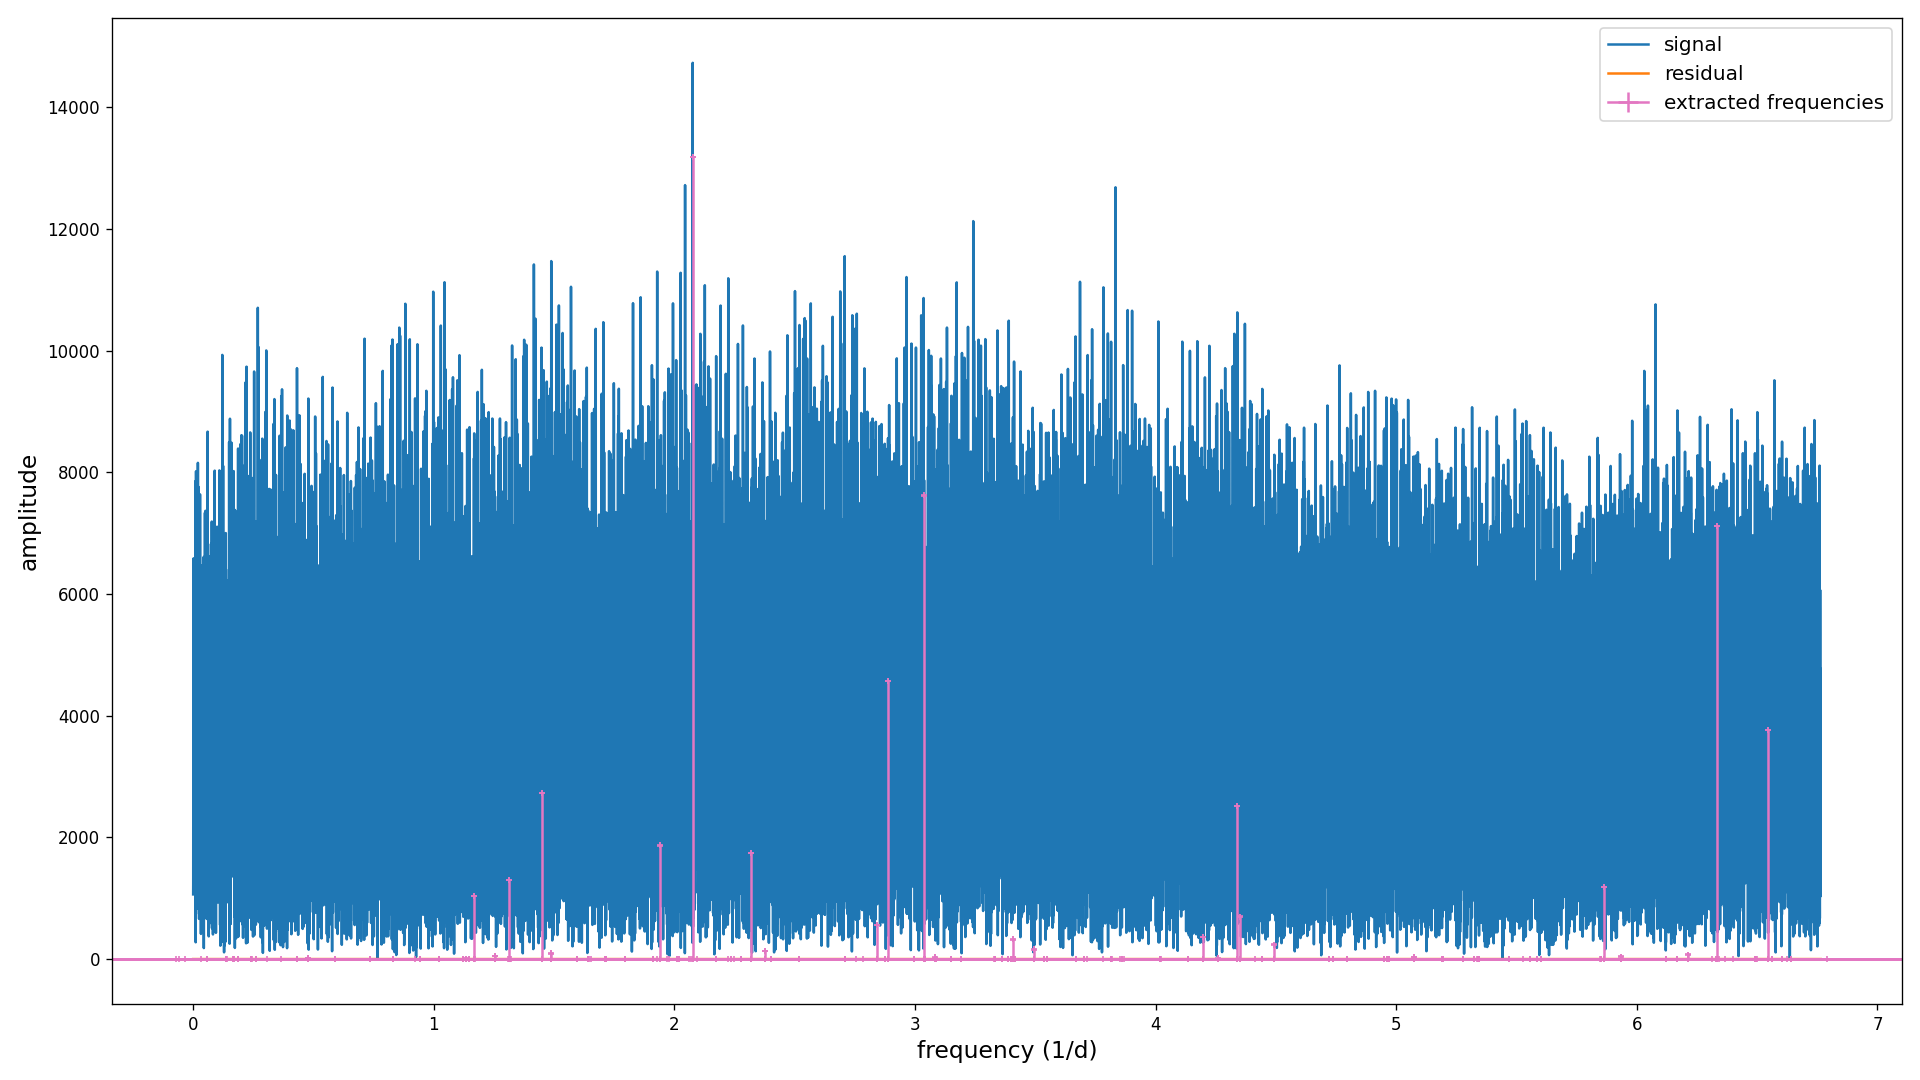 signal
residual
extracted frequencies
amplitude
14000
12000
10000
8000
6000
4000
2000
0
0 1 2 3 4 5 6 7
frequency (1/d)